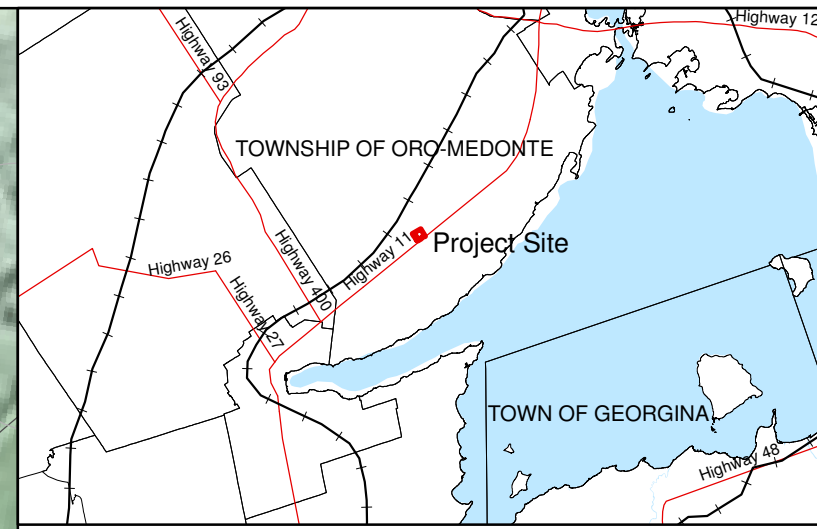 Highway 12
Highway 93
TOWNSHIP OF ORO-MEDONTE
Highway 11
Project Site
Highway 400
Highway 26
Highway 27
TOWN OF GEORGINA
Highway 48